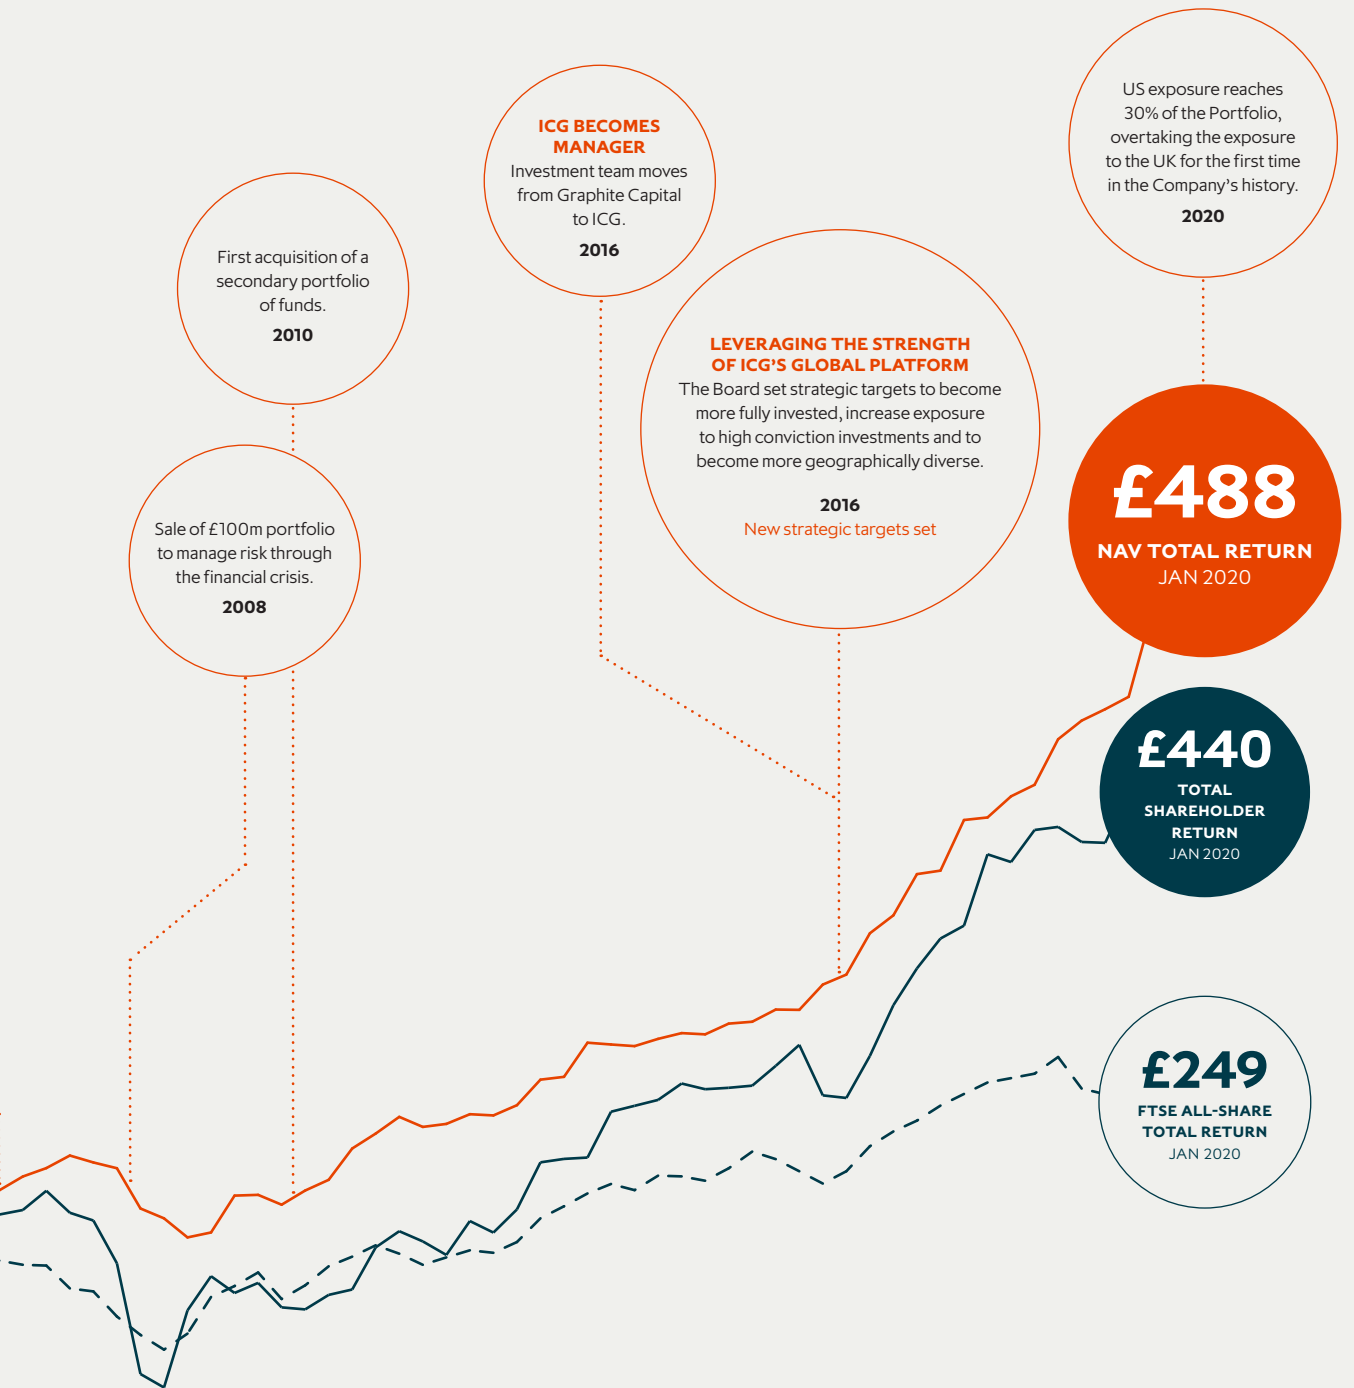 First acquisition of a
secondary portfolio
of funds.
2010
Sale of £100m portfolio
to manage risk through
the financial crisis.
2008
ICG BECOMES
MANAGER
Investment team moves
from Graphite Capital
to ICG.
2016
LEVERAGING THE STRENGTH
OF ICG’S GLOBAL PLATFORM
The Board set strategic targets to become
more fully invested, increase exposure
to high conviction investments and to
become more geographically diverse.
2016
New strategic targets set
US exposure reaches
30% of the Portfolio,
overtaking the exposure
to the UK for the first time
in the Company’s history.
2020
£488
NAV TOTAL RETURN
JAN 2020
£440
TOTAL
SHAREHOLDER
RETURN
JAN 2020
£249
FTSE ALL-SHARE
TOTAL RETURN
JAN 2020